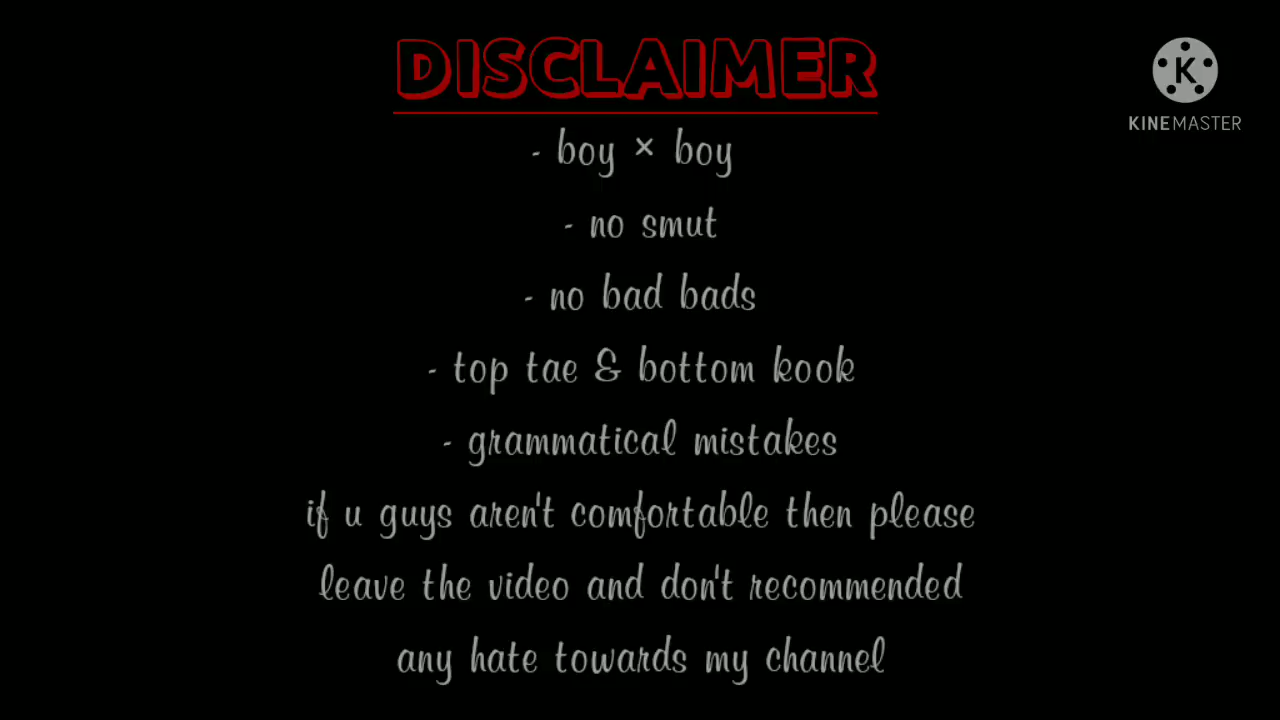 DISCLAIMER
K
KINEMASTER
- boy × boy
- no smut
- no bad bads
- top tae & bottom kook
- grammatical mistakes
if u guys aren't comfortable then please
leave the video and don't recommended
any hate towards my channel